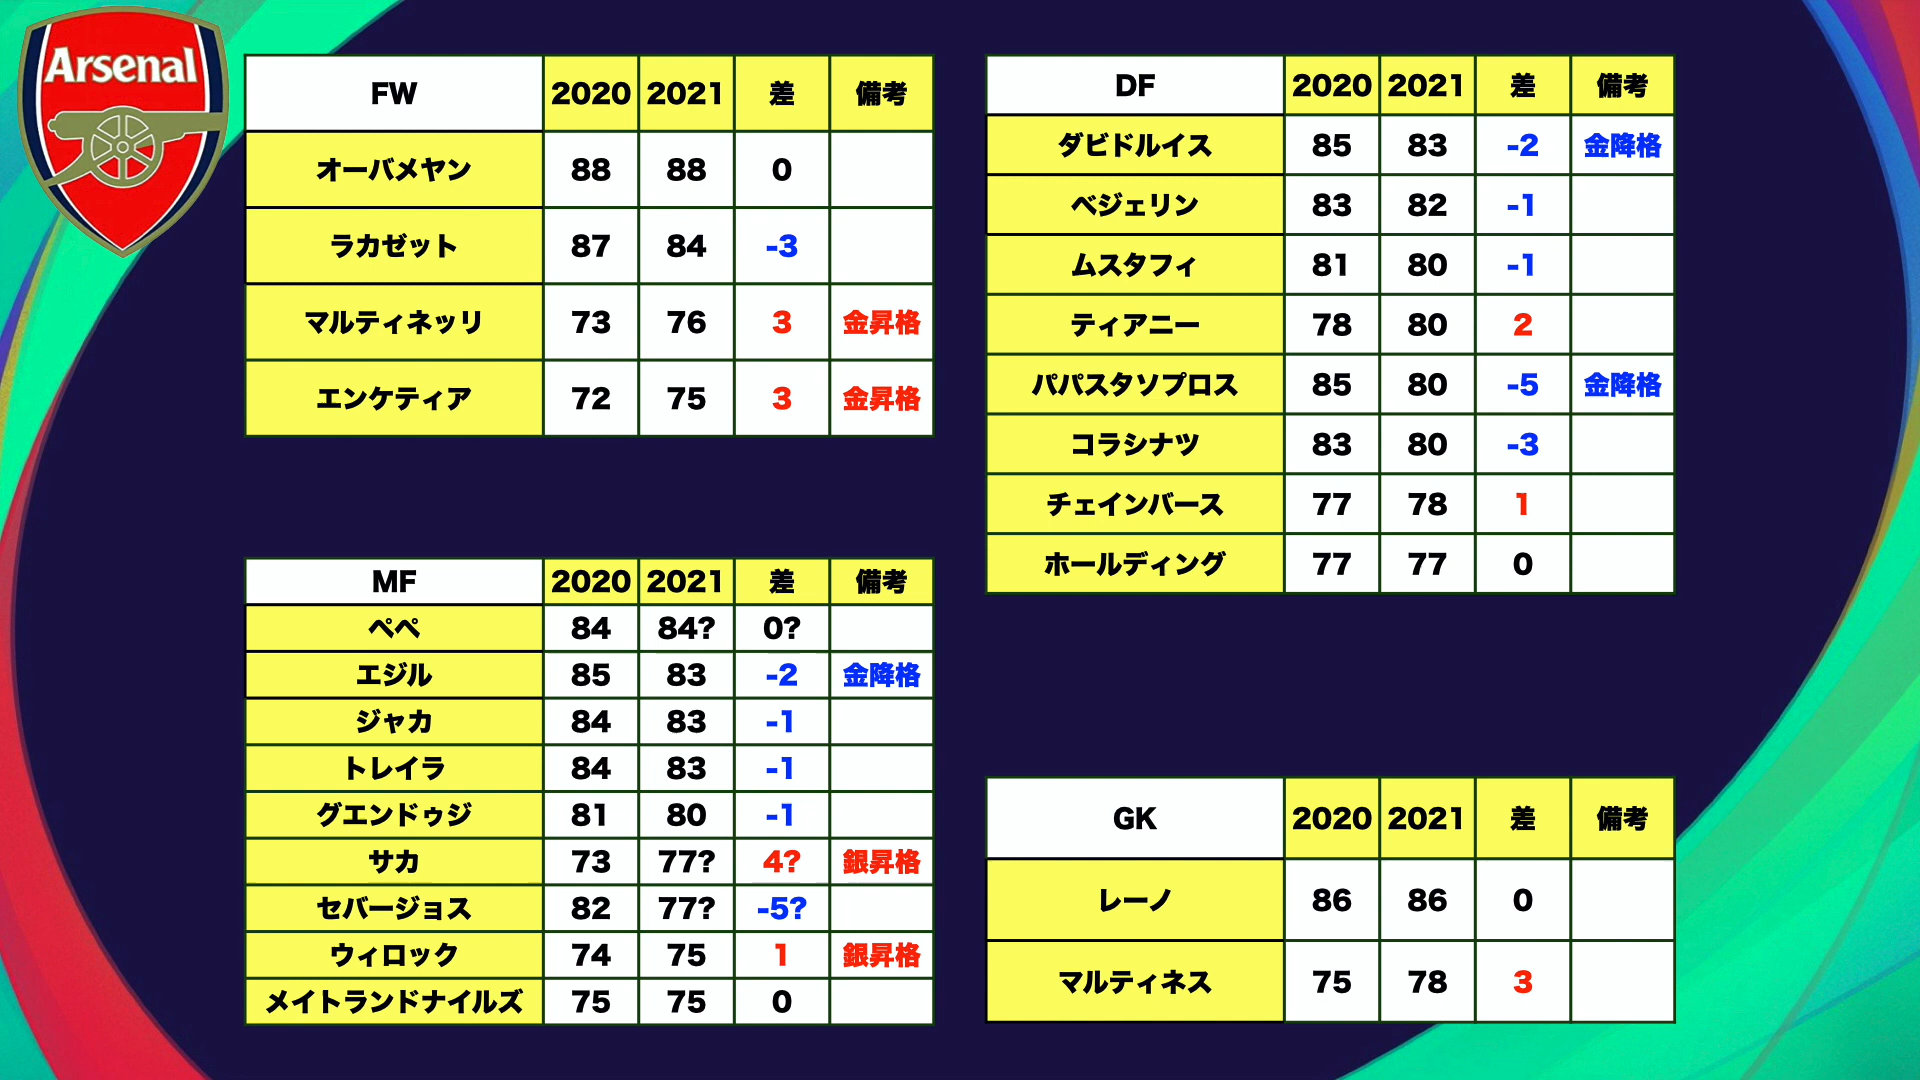 Arsenal
FW 2020 2021 差 備考
オーバメヤン 88 88 0
ラカゼット 87 84 -3
マルティネッリ 73 76 3 金昇格
エンケティア 72 75 3 金昇格
MF 2020 2021 差 備考
ペペ 84 84? 0?
エジル 85 83 -2 金降格
ジャカ 84 83 -1
トレイラ 84 83 -1
グエンドゥジ 81 80 -1
サカ 73 77? 4? 銀昇格
セバージョス 82 77? -5?
ウィロック 74 75 1 銀昇格
メイトランドナイルズ 75 75 0
DF 2020 2021 差 備考
ダビドルイス 85 83 -2 金降格
ベジェリン 83 82 -1
ムスタフィ 81 80 -1
ティアニー 78 80 2
パパスタソプロス 85 80 -5 金降格
コラシナツ 83 80 -3
チェインバース 77 78 1
ホールディング 77 77 0
GK 2020 2021 差 備考
レーノ 86 86 0
マルティネス 75 78 3